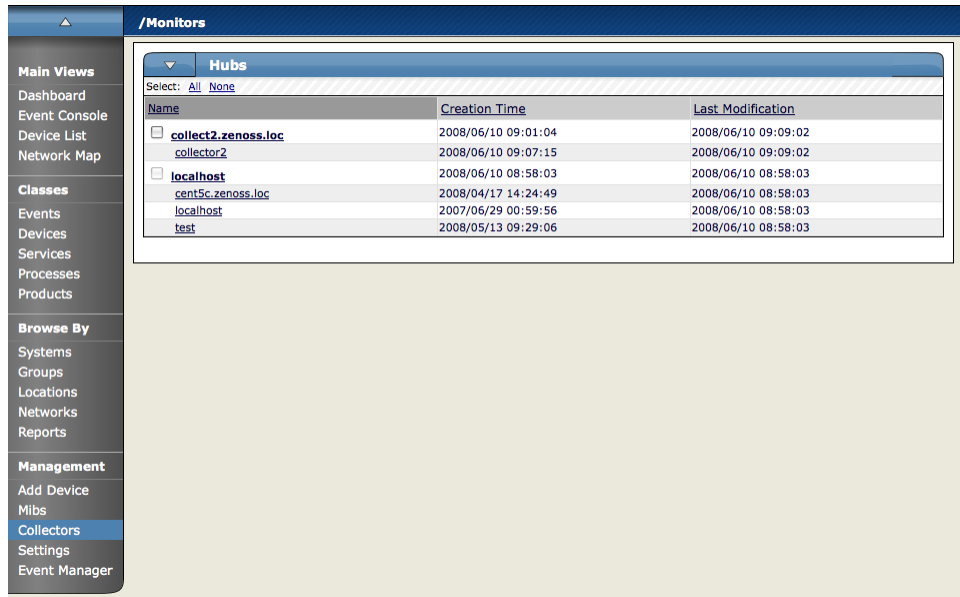 /Monitors
Main Views
Dashboard
Event Console
Device List
Network Map
Classes
Events
Devices
Services
Processes
Products
Browse By
Systems
Groups
Locations
Networks
Reports
Management
Add Device
Mibs
Collectors
Settings
Event Manager
Hubs
Select: All None
Name Creation Time Last Modification
collect2.zenoss.loc 2008/06/10 09:01:04 2008/06/10 09:09:02
collector2 2008/06/10 09:07:15 2008/06/10 09:09:02
localhost 2008/06/10 08:58:03 2008/06/10 08:58:03
cent5c.zenoss.loc 2008/04/17 14:24:49 2008/06/10 08:58:03
localhost 2007/06/29 00:59:56 2008/06/10 08:58:03
test 2008/05/13 09:29:06 2008/06/10 08:58:03